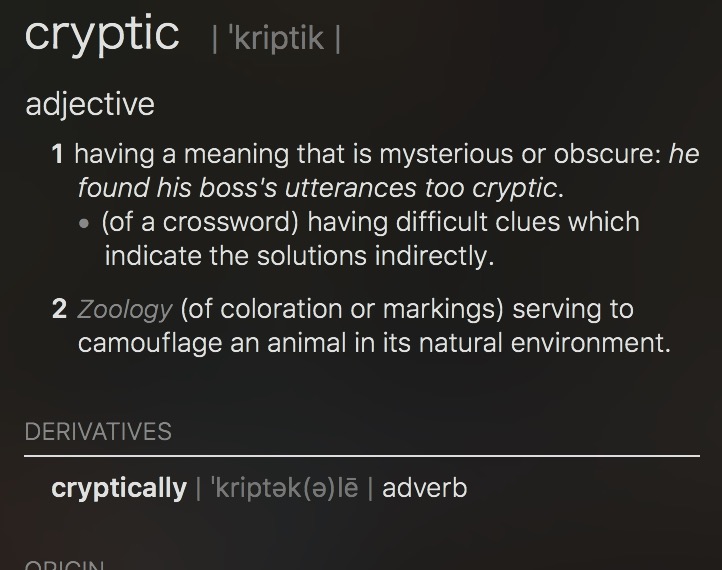 cryptic | ˈkriptik |
adjective
1 having a meaning that is mysterious or obscure: he
found his boss's utterances too cryptic.
• (of a crossword) having difficult clues which
indicate the solutions indirectly.
2 Zoology (of coloration or markings) serving to
camouflage an animal in its natural environment.
DERIVATIVES
cryptically | ˈkriptək(ə)lē | adverb
ORIGIN